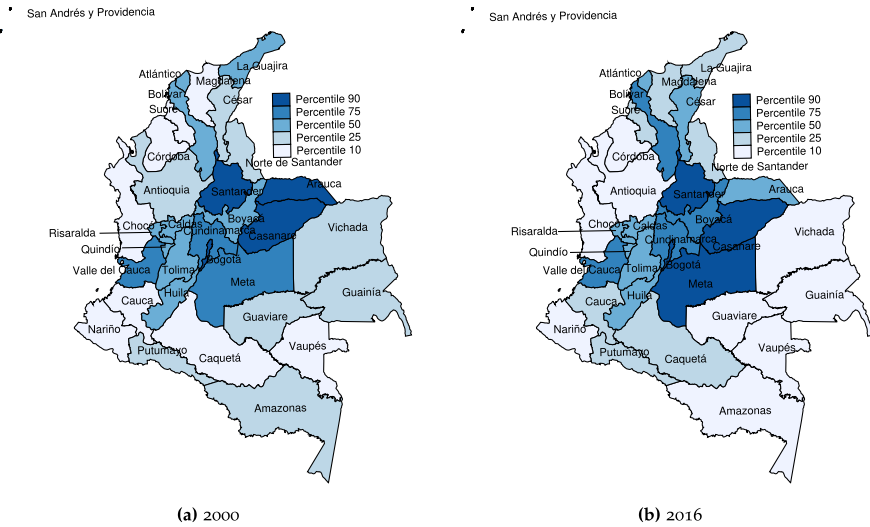 San Andrés y Providencia
La Guajira
Atlántico
Magdalena
Bolívar
César
Sucre
Percentile 90
Percentile 75
Percentile 50
Percentile 25
Percentile 10
Córdoba
Norte de Santander
Antioquia
Santander
Arauca
Chocó
Caldas
Boyacá
Risaralda
Cundinamarca
Casanare
Vichada
Quindío
Bogotá
Valle del Cauca
Tolima
Meta
Huila
Guainía
Cauca
Guaviare
Nariño
Putumayo
Caquetá
Vaupés
Amazonas
(a) 2000
San Andrés y Providencia
La Guajira
Atlántico
Magdalena
Bolívar
César
Sucre
Percentile 90
Percentile 75
Percentile 50
Percentile 25
Percentile 10
Córdoba
Norte de Santander
Antioquia
Santander
Arauca
Chocó
Caldas
Boyacá
Risaralda
Cundinamarca
Casanare
Vichada
Quindío
Bogotá
Valle del Cauca
Tolima
Meta
Huila
Guainía
Cauca
Guaviare
Nariño
Putumayo
Caquetá
Vaupés
Amazonas
(b) 2016